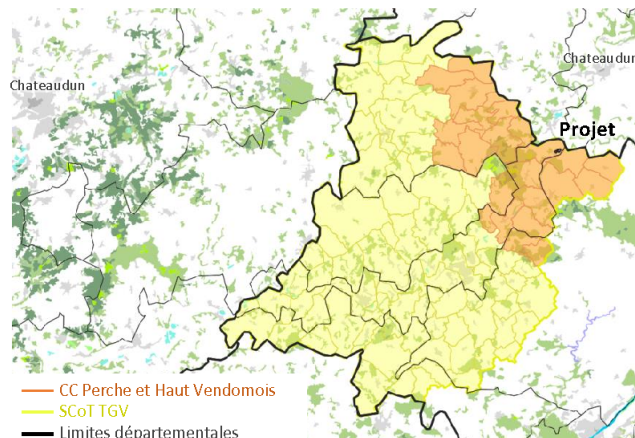 Chateaudun
Chateaudun
Projet
CC Perche et Haut Vendomois
SCoT TGV
Limites départementales